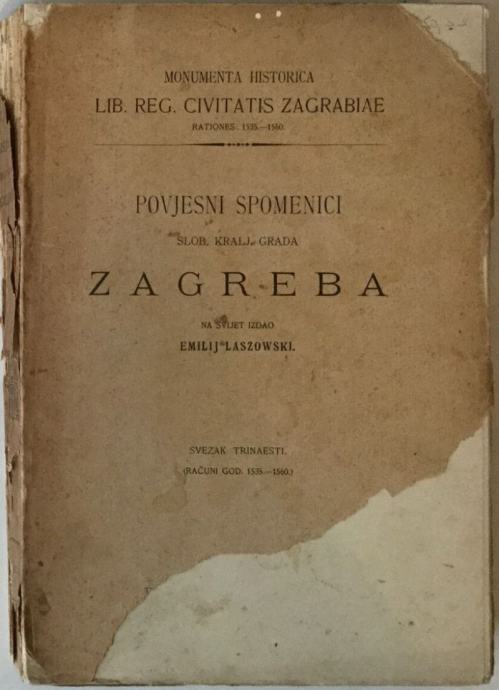 MONUMENTA HISTORICA
LIB. REG. CIVITATIS ZAGRABIAE
RATIONES: 1535.—1560.
POVJESNI SPOMENICI
SLOB. KRALJ. GRADA
ZAGREBA
NA SVIJET IZDAO
EMILIJ LASZOWSKI.
SVEZAK TRINAESTI.
(RAČUNI GOD. 1535.—1560.)